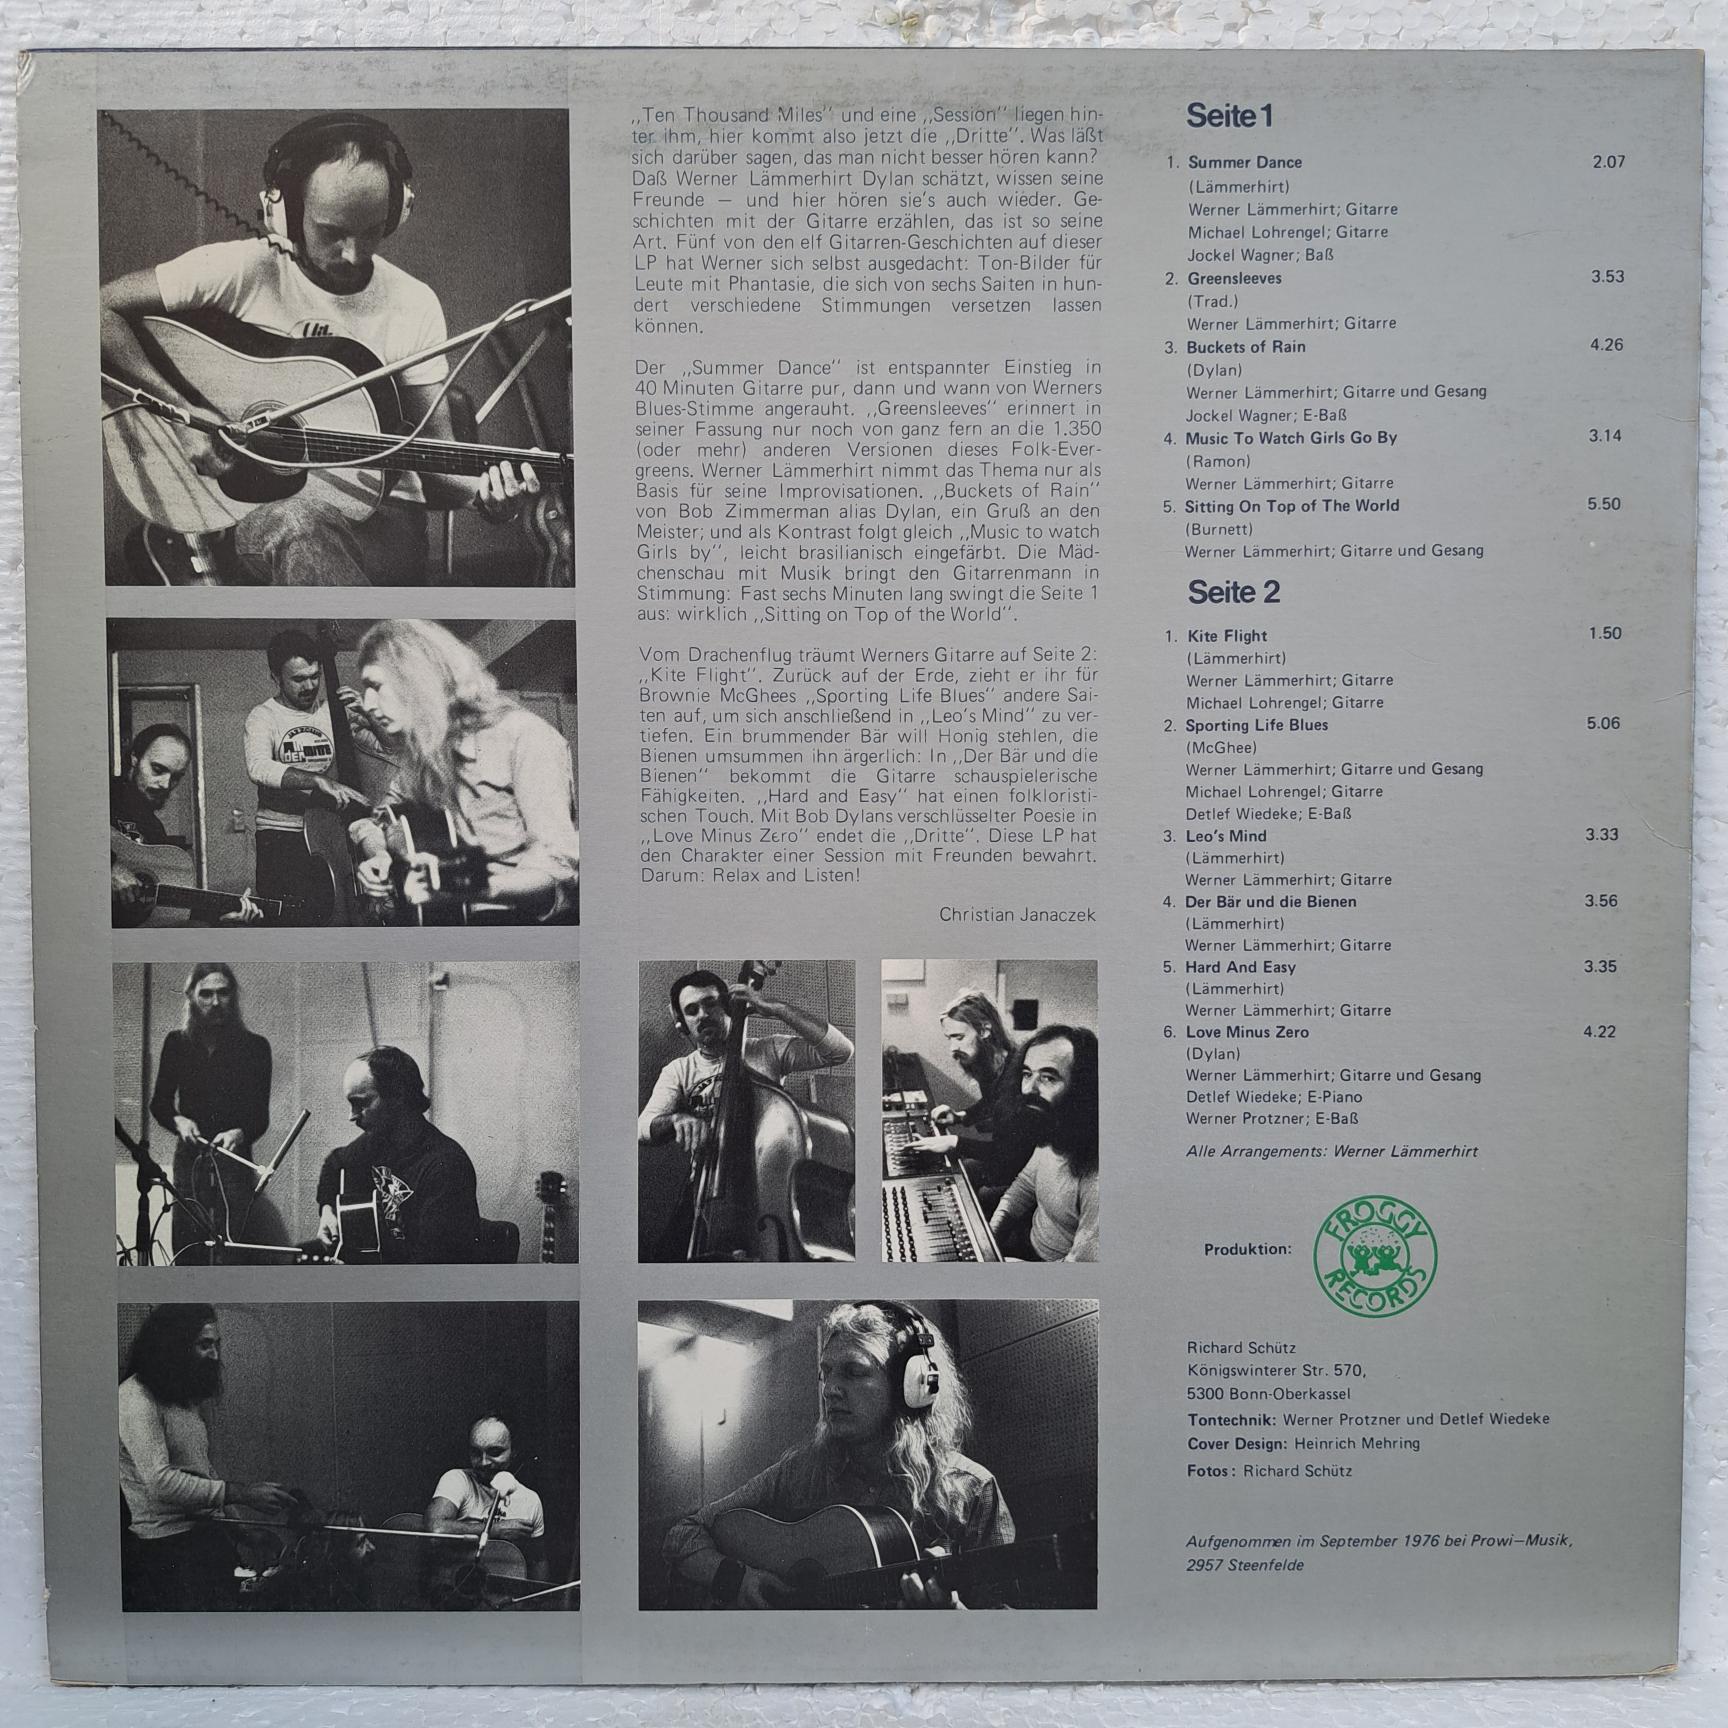 „Ten Thousand Miles“ und eine „Session“ liegen hin-
ter ihm, hier kommt also jetzt die „Dritte“. Was läßt
sich darüber sagen, das man nicht besser hören kann?
Daß Werner Lämmerhirt Dylan schätzt, wissen seine
Freunde — und hier hören sie's auch wieder. Ge-
schichten mit der Gitarre erzählen, das ist so seine
Art. Fünf von den elf Gitarren-Geschichten auf dieser
LP hat Werner sich selbst ausgedacht: Ton-Bilder für
Leute mit Phantasie, die sich von sechs Saiten in hun-
dert verschiedene Stimmungen versetzen lassen
können.
Der „Summer Dance“ ist entspannter Einstieg in
40 Minuten Gitarre pur, dann und wann von Werners
Blues-Stimme angerauht. „Greensleeves“ erinnert in
seiner Fassung nur noch von ganz fern an die 1.350
(oder mehr) anderen Versionen dieses Folk-Ever-
greens. Werner Lämmerhirt nimmt das Thema nur als
Basis für seine Improvisationen. „Buckets of Rain“
von Bob Zimmerman alias Dylan, ein Gruß an den
Meister; und als Kontrast folgt gleich „Music to watch
Girls by“, leicht brasilianisch eingefärbt. Die Mäd-
chenschau mit Musik bringt den Gitarrenmann in
Stimmung: Fast sechs Minuten lang swingt die Seite 1
aus: wirklich „Sitting on Top of the World“.
Vom Drachenflug träumt Werners Gitarre auf Seite 2:
„Kite Flight“. Zurück auf der Erde, zieht er ihr für
Brownie McGhees „Sporting Life Blues“ andere Sai-
ten auf, um sich anschließend in „Leo's Mind“ zu ver-
tiefen. Ein brummender Bär will Honig stehlen, die
Bienen umsummen ihn ärgerlich: In „Der Bär und die
Bienen“ bekommt die Gitarre schauspielerische
Fähigkeiten. „Hard and Easy“ hat einen folkloristi-
schen Touch. Mit Bob Dylans verschlüsselter Poesie in
„Love Minus Zero“ endet die „Dritte“. Diese LP hat
den Charakter einer Session mit Freunden bewahrt.
Darum: Relax and Listen!
Christian Janaczek
Seite 1
1. Summer Dance 2.07
(Lämmerhirt)
Werner Lämmerhirt; Gitarre
Michael Lohrengel; Gitarre
Jockel Wagner; Baß
2. Greensleeves 3.53
(Trad.)
Werner Lämmerhirt; Gitarre
3. Buckets of Rain 4.26
(Dylan)
Werner Lämmerhirt; Gitarre und Gesang
Jockel Wagner; E-Baß
4. Music To Watch Girls Go By 3.14
(Ramon)
Werner Lämmerhirt; Gitarre
5. Sitting On Top of The World 5.50
(Burnett)
Werner Lämmerhirt; Gitarre und Gesang
Seite 2
1. Kite Flight 1.50
(Lämmerhirt)
Werner Lämmerhirt; Gitarre
Michael Lohrengel; Gitarre
2. Sporting Life Blues 5.06
(McGhee)
Werner Lämmerhirt; Gitarre und Gesang
Michael Lohrengel; Gitarre
Detlef Wiedeke; E-Baß
3. Leo's Mind 3.33
(Lämmerhirt)
Werner Lämmerhirt; Gitarre
4. Der Bär und die Bienen 3.56
(Lämmerhirt)
Werner Lämmerhirt; Gitarre
5. Hard And Easy 3.35
(Lämmerhirt)
Werner Lämmerhirt; Gitarre
6. Love Minus Zero 4.22
(Dylan)
Werner Lämmerhirt; Gitarre und Gesang
Detlef Wiedeke; E-Piano
Werner Protzner; E-Baß
Alle Arrangements: Werner Lämmerhirt
Produktion:
FROGGY
RECORDS
Richard Schütz
Königswinterer Str. 570,
5300 Bonn-Oberkassel
Tontechnik: Werner Protzner und Detlef Wiedeke
Cover Design: Heinrich Mehring
Fotos: Richard Schütz
Aufgenommen im September 1976 bei Prowi—Musik,
2957 Steenfelde